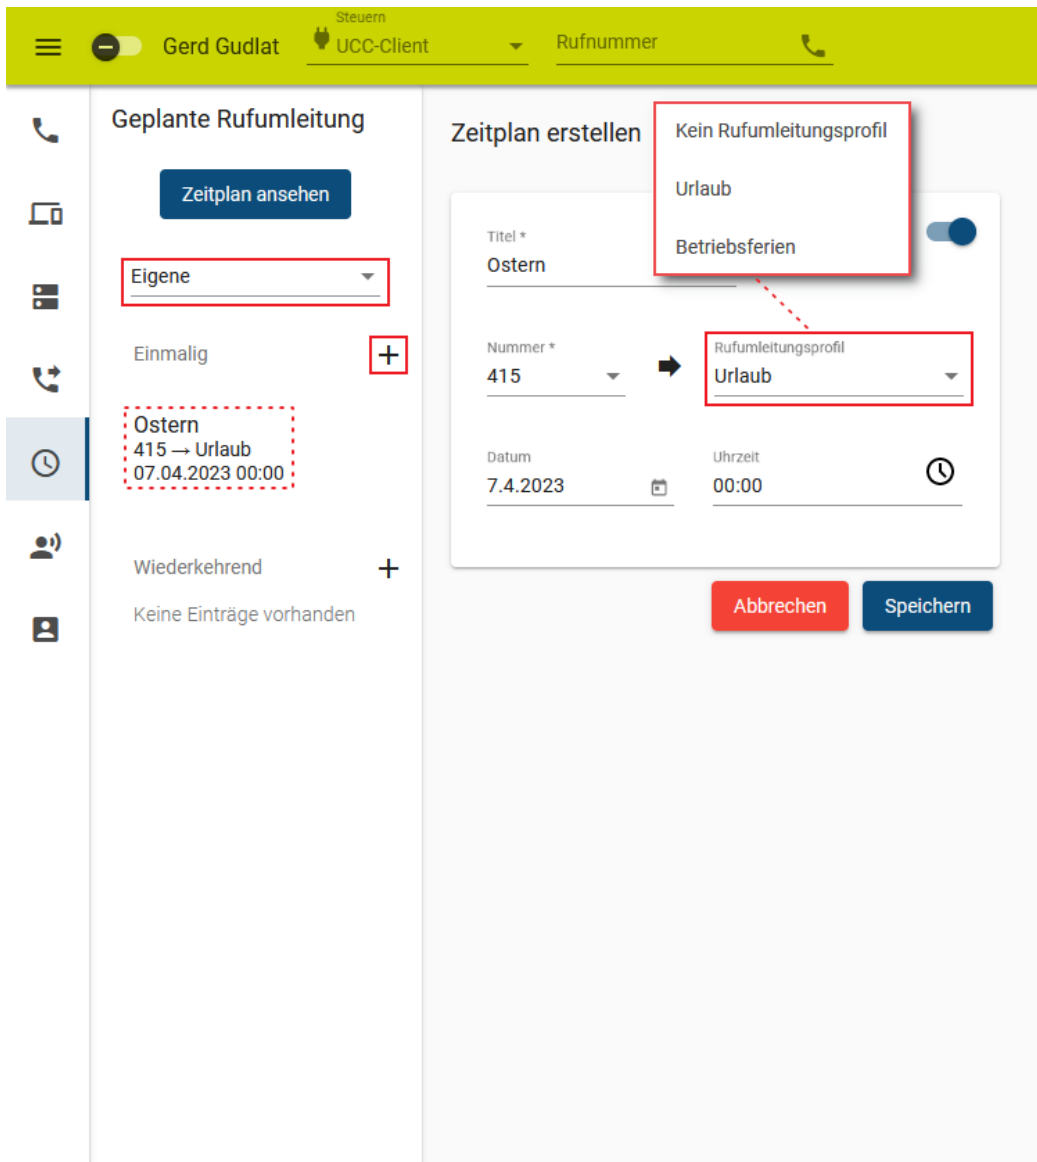 Gerd Gudlat
Steuern
UCC-Client
Rufnummer
Geplante Rufumleitung
Zeitplan ansehen
Eigene
Einmalig
Ostern
415 → Urlaub
07.04.2023 00:00
Wiederkehrend
Keine Einträge vorhanden
Zeitplan erstellen
Kein Rufumleitungsprofil
Urlaub
Betriebsferien
Titel *
Ostern
Nummer *
415
Rufumleitungsprofil
Urlaub
Datum
7.4.2023
Uhrzeit
00:00
Abbrechen
Speichern